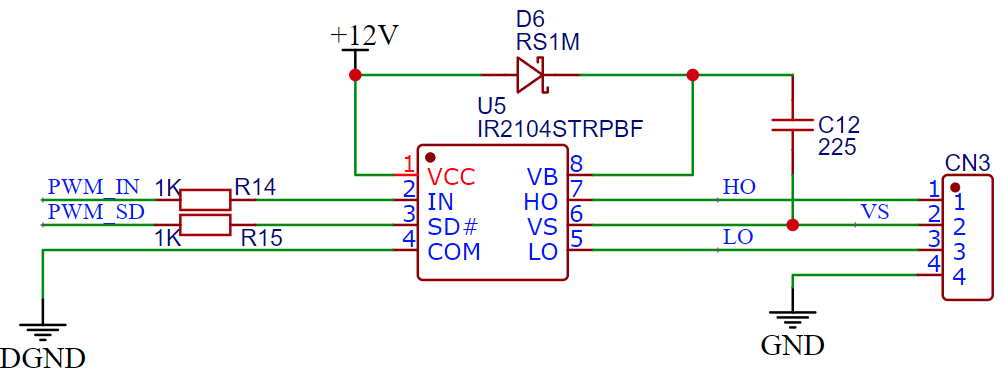 D6
RS1M
+12V
U5
IR2104STRPBF
C12
225
CN3
1 VCC VB 8
2 IN HO 7
3 SD# VS 6
4 COM LO 5
PWM_IN 1K R14
PWM_SD 1K R15
HO 1 1
VS 2 2
LO 3 3
4 4
DGND
GND